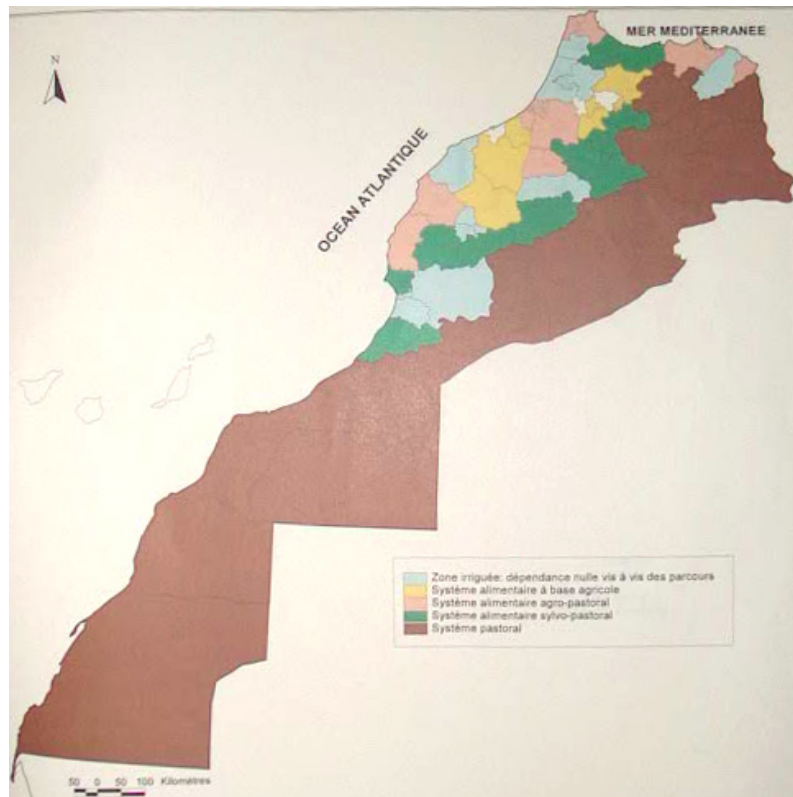 MER MEDITERRANEE
N
OCEAN ATLANTIQUE
Zone irriguée: dépendance nulle vis à vis des parcours
Système alimentaire à base agricole
Système alimentaire agro-pastoral
Système alimentaire sylvo-pastoral
Système pastoral
50 0 50 100 Kilomètres